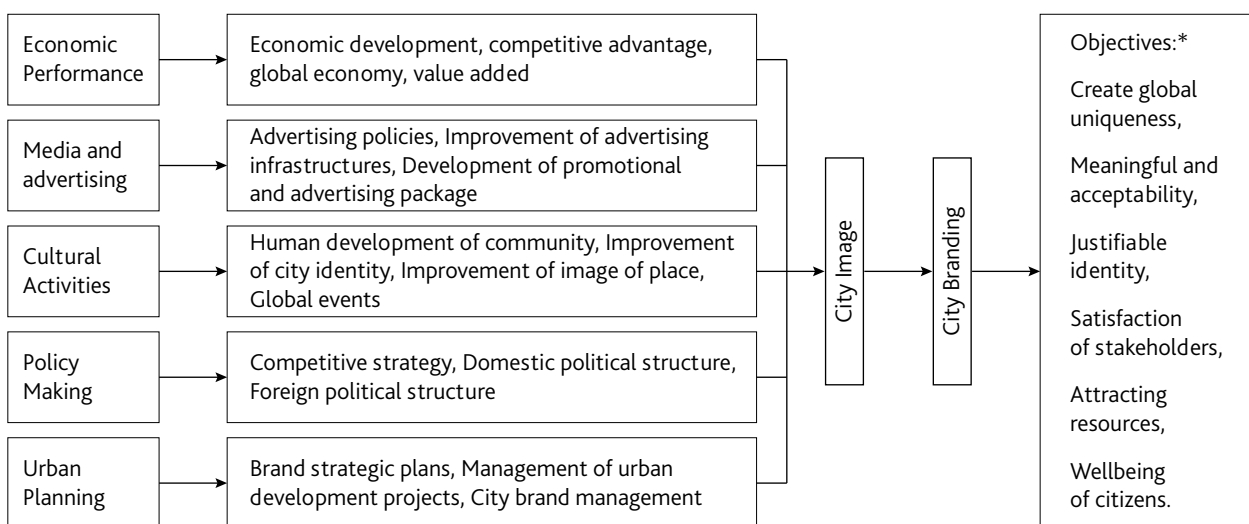 Economic
Performance
Economic development, competitive advantage,
global economy, value added
Media and
advertising
Advertising policies, Improvement of advertising
infrastructures, Development of promotional
and advertising package
Cultural
Activities
Human development of community, Improvement
of city identity, Improvement of image of place,
Global events
Policy
Making
Competitive strategy, Domestic political structure,
Foreign political structure
Urban
Planning
Brand strategic plans, Management of urban
development projects, City brand management
City Image
City Branding
Objectives:*
Create global
uniqueness,
Meaningful and
acceptability,
Justifiable
identity,
Satisfaction
of stakeholders,
Attracting
resources,
Wellbeing
of citizens.